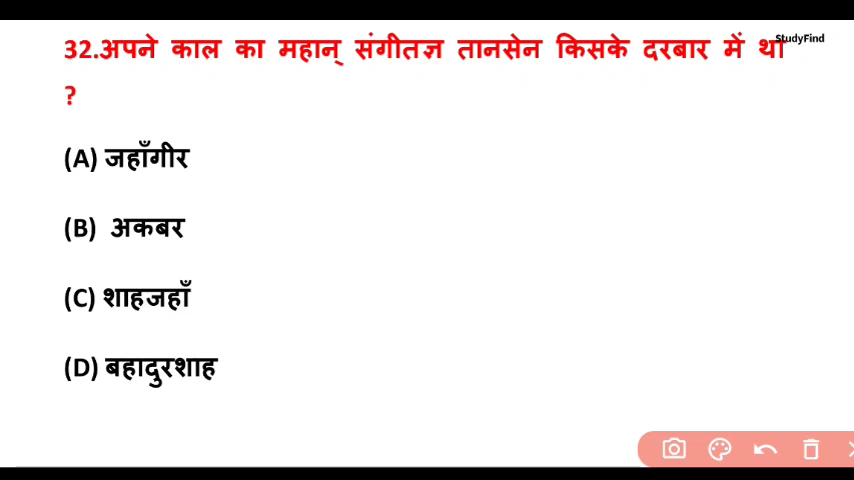 StudyFind
32.अपने काल का महान् संगीतज्ञ तानसेन किसके दरबार में था
?
(A) जहाँगीर
(B) अकबर
(C) शाहजहाँ
(D) बहादुरशाह